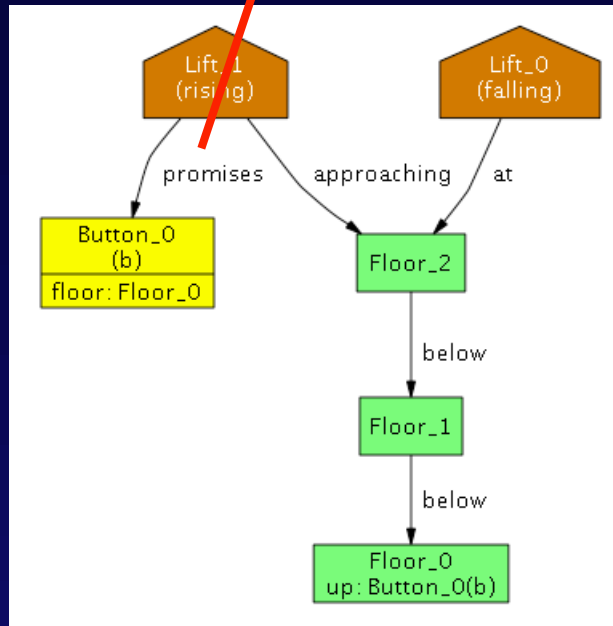 Lift_1
(rising)
Lift_0
(falling)
promises
approaching
at
Button_0
(b)
floor: Floor_0
Floor_2
below
Floor_1
below
Floor_0
up: Button_0(b)